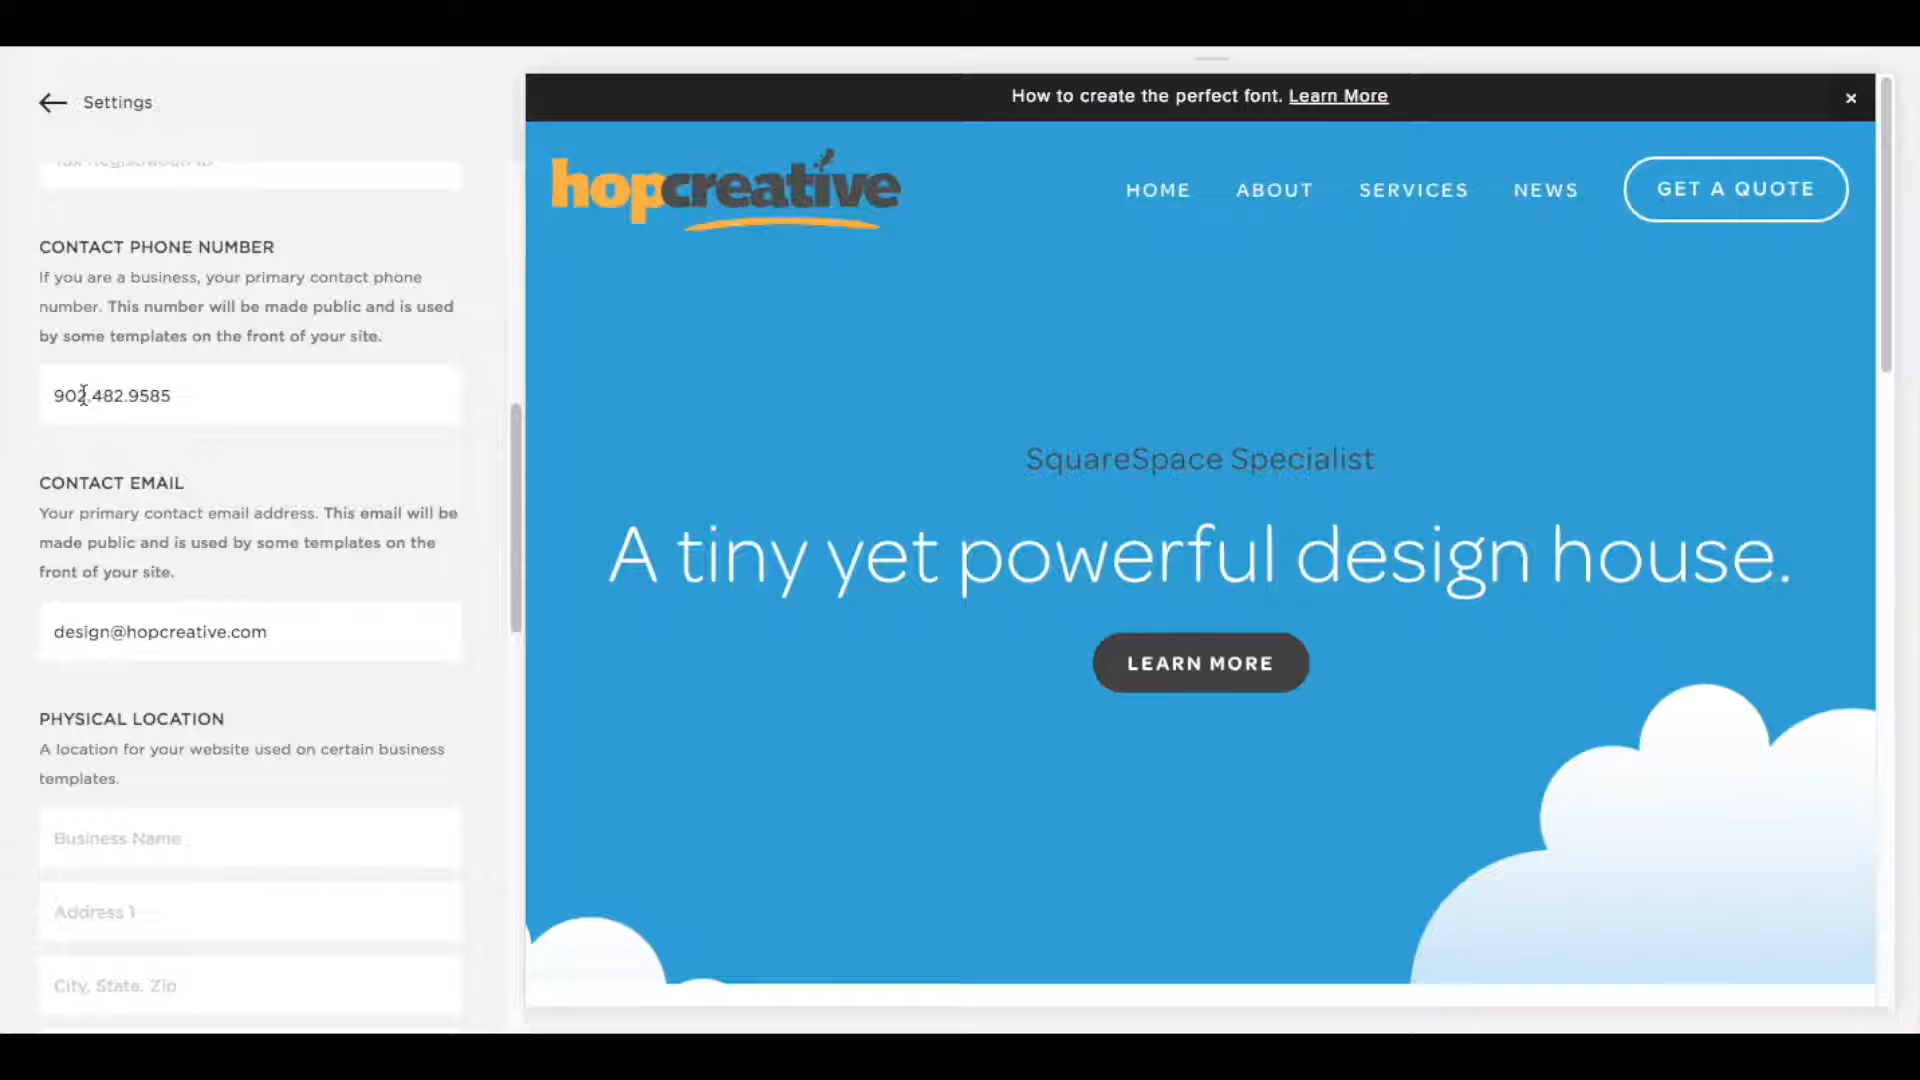 Settings
Tax Registration ID
CONTACT PHONE NUMBER
If you are a business, your primary contact phone
number. This number will be made public and is used
by some templates on the front of your site.
902.482.9585
CONTACT EMAIL
Your primary contact email address. This email will be
made public and is used by some templates on the
front of your site.
design@hopcreative.com
PHYSICAL LOCATION
A location for your website used on certain business
templates.
Business Name
Address 1
City, State, Zip
How to create the perfect font. Learn More
hopcreative
HOME ABOUT SERVICES NEWS GET A QUOTE
SquareSpace Specialist
A tiny yet powerful design house.
LEARN MORE